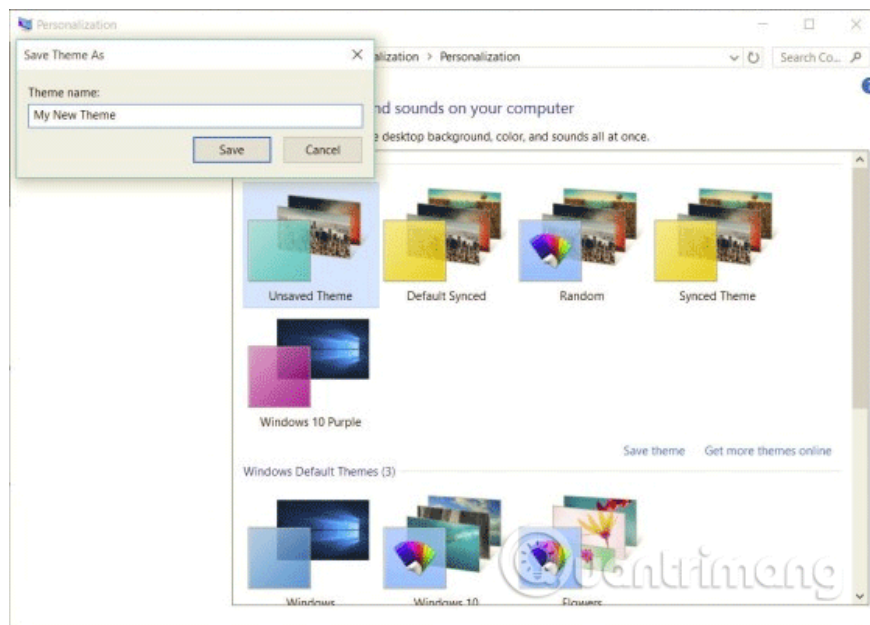 Personalization
Save Theme As
alization > Personalization
Search Co...
Theme name:
My New Theme
nd sounds on your computer
e desktop background, color, and sounds all at once.
Save
Cancel
Unsaved Theme
Default Synced
Random
Synced Theme
Windows 10 Purple
Save theme
Get more themes online
Windows Default Themes (3)
Windows
Windows 10
Flowers
Quantrimang